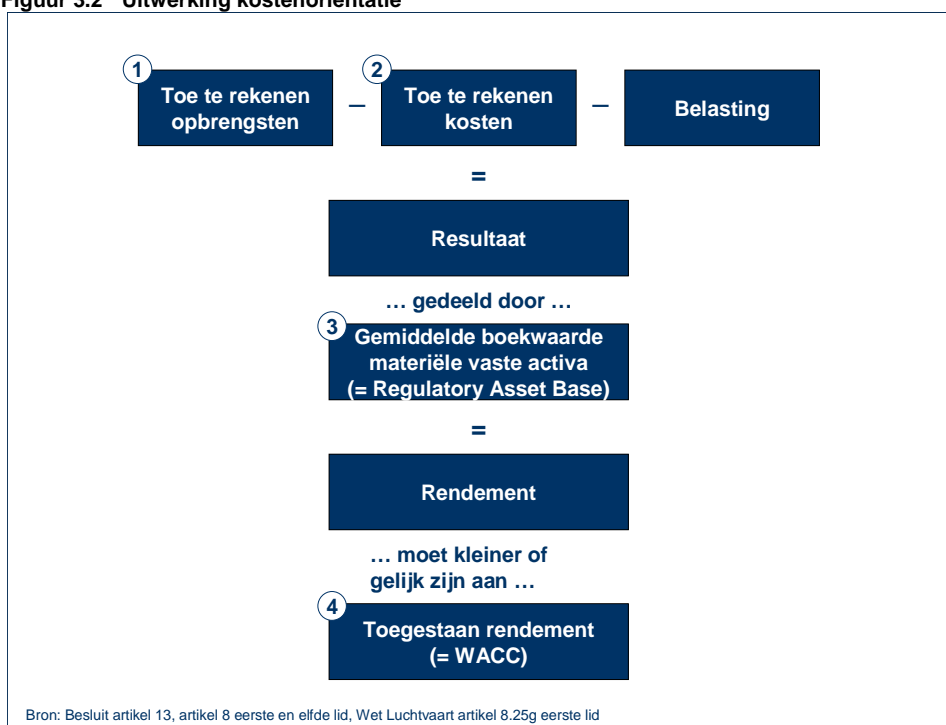 Figuur 3.2 Uitwerking kostenoriëntatie
1
2
Toe te rekenen opbrengsten – Toe te rekenen kosten – Belasting
=
Resultaat
… gedeeld door …
3
Gemiddelde boekwaarde
materiële vaste activa
(= Regulatory Asset Base)
=
Rendement
… moet kleiner of
gelijk zijn aan …
4
Toegestaan rendement
(= WACC)
Bron: Besluit artikel 13, artikel 8 eerste en elfde lid, Wet Luchtvaart artikel 8.25g eerste lid